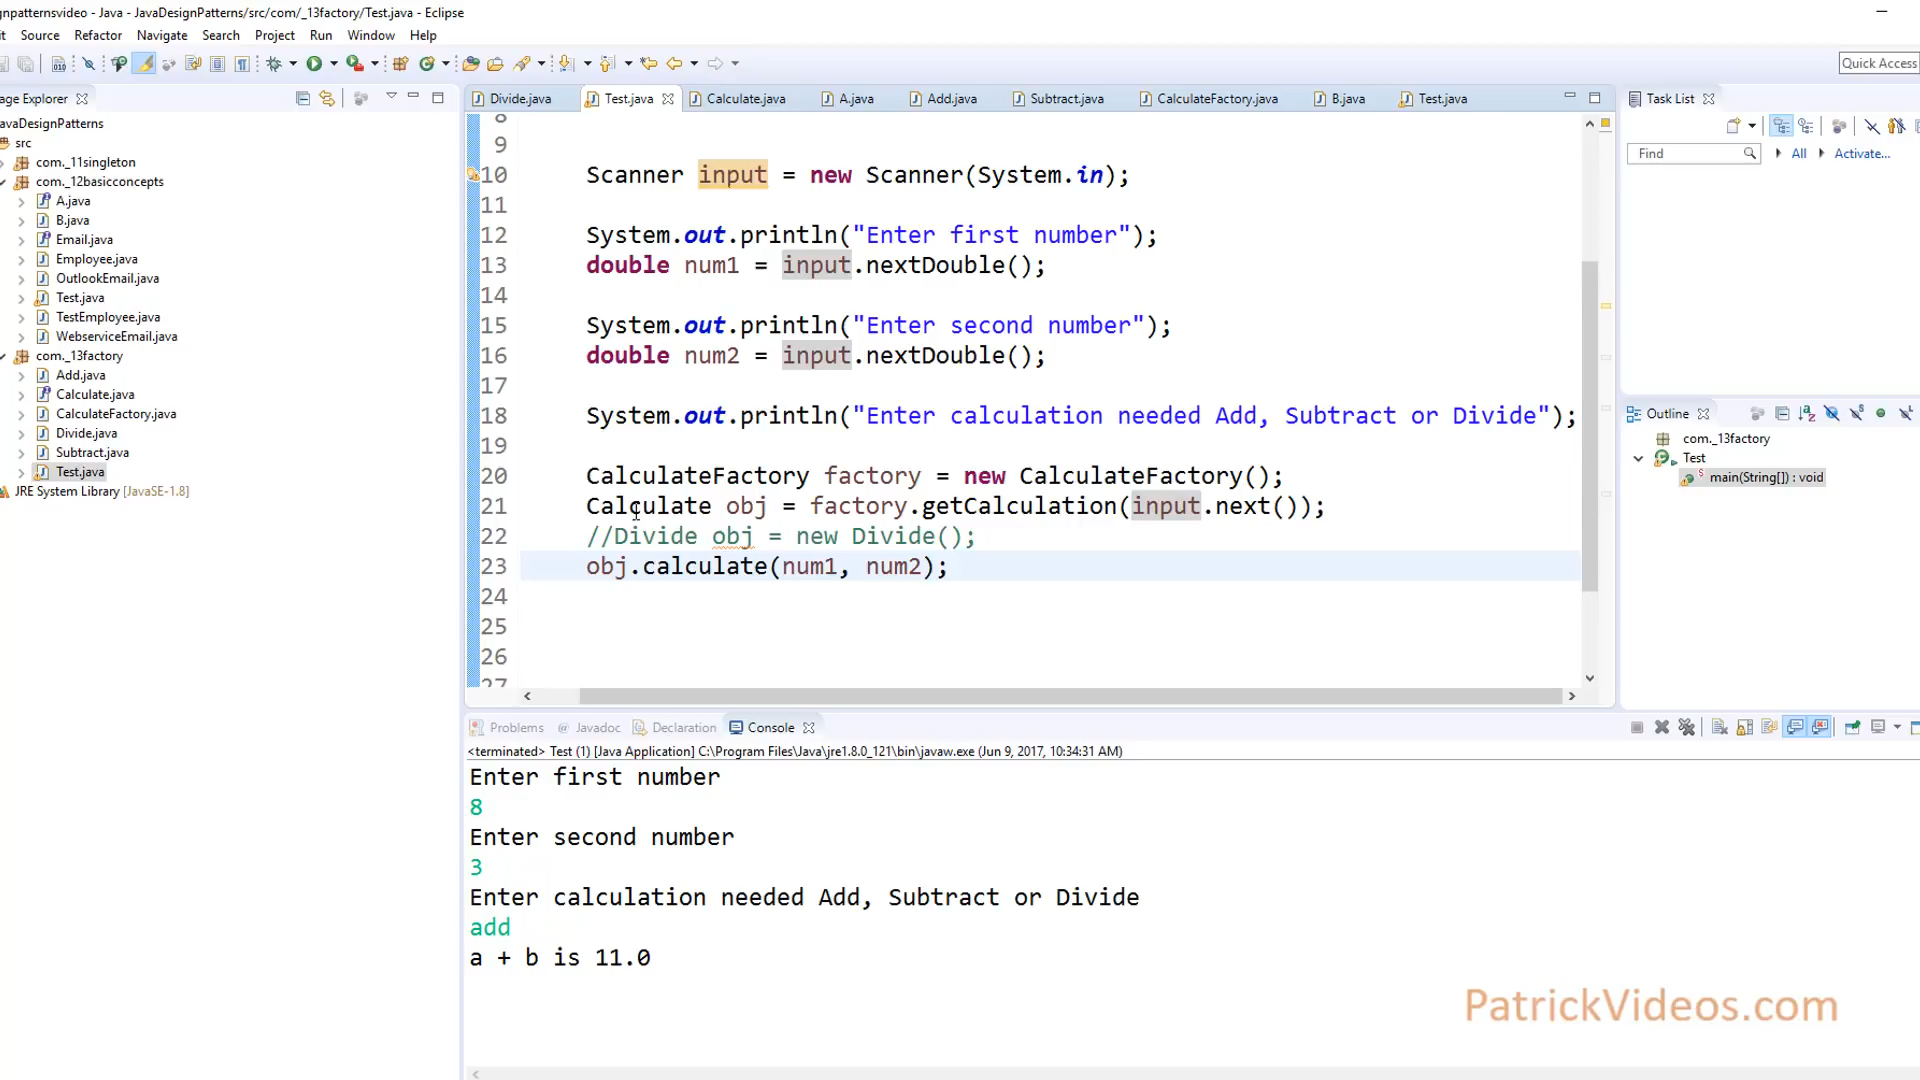 gnpatternsvideo - Java - JavaDesignPatterns/src/com/_13factory/Test.java - Eclipse
it Source Refactor Navigate Search Project Run Window Help
Quick Access
age Explorer
avaDesignPatterns
src
com._11singleton
com._12basicconcepts
A.java
B.java
Email.java
Employee.java
OutlookEmail.java
Test.java
TestEmployee.java
WebserviceEmail.java
com._13factory
Add.java
Calculate.java
CalculateFactory.java
Divide.java
Subtract.java
Test.java
JRE System Library [JavaSE-1.8]
Divide.java Test.java Calculate.java A.java Add.java Subtract.java CalculateFactory.java B.java Test.java
8
9
10 Scanner input = new Scanner(System.in);
11
12 System.out.println("Enter first number");
13 double num1 = input.nextDouble();
14
15 System.out.println("Enter second number");
16 double num2 = input.nextDouble();
17
18 System.out.println("Enter calculation needed Add, Subtract or Divide");
19
20 CalculateFactory factory = new CalculateFactory();
21 Calculate obj = factory.getCalculation(input.next());
22 //Divide obj = new Divide();
23 obj.calculate(num1, num2);
24
25
26
27
Task List
Find All Activate...
Outline
com._13factory
Test
main(String[]) : void
Problems @ Javadoc Declaration Console
<terminated> Test (1) [Java Application] C:\Program Files\Java\jre1.8.0_121\bin\javaw.exe (Jun 9, 2017, 10:34:31 AM)
Enter first number
8
Enter second number
3
Enter calculation needed Add, Subtract or Divide
add
a + b is 11.0
PatrickVideos.com